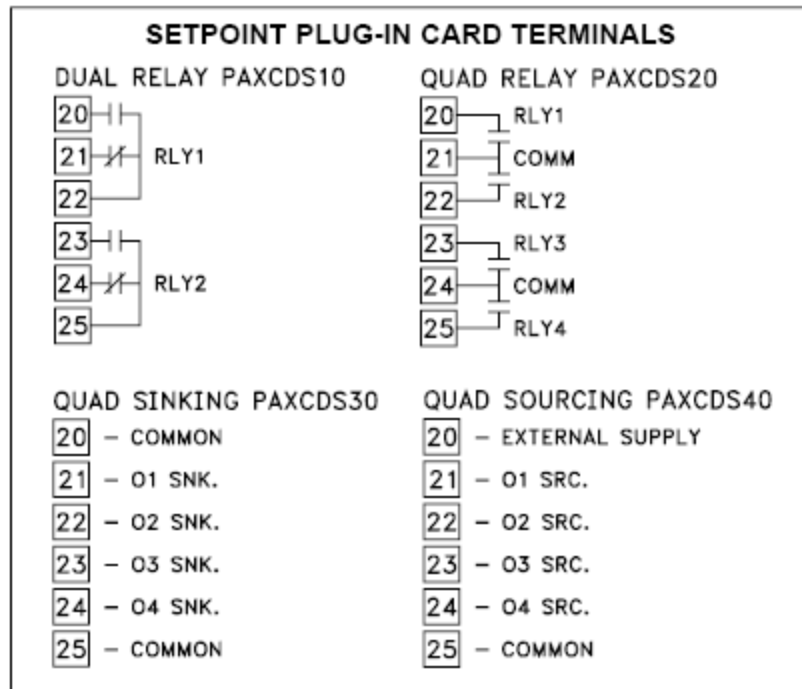 SETPOINT PLUG-IN CARD TERMINALS
DUAL RELAY PAXCDS10
20
21 RLY1
22
23
24 RLY2
25
QUAD RELAY PAXCDS20
20 RLY1
21 COMM
22 RLY2
23 RLY3
24 COMM
25 RLY4
QUAD SINKING PAXCDS30
20 - COMMON
21 - O1 SNK.
22 - O2 SNK.
23 - O3 SNK.
24 - O4 SNK.
25 - COMMON
QUAD SOURCING PAXCDS40
20 - EXTERNAL SUPPLY
21 - O1 SRC.
22 - O2 SRC.
23 - O3 SRC.
24 - O4 SRC.
25 - COMMON